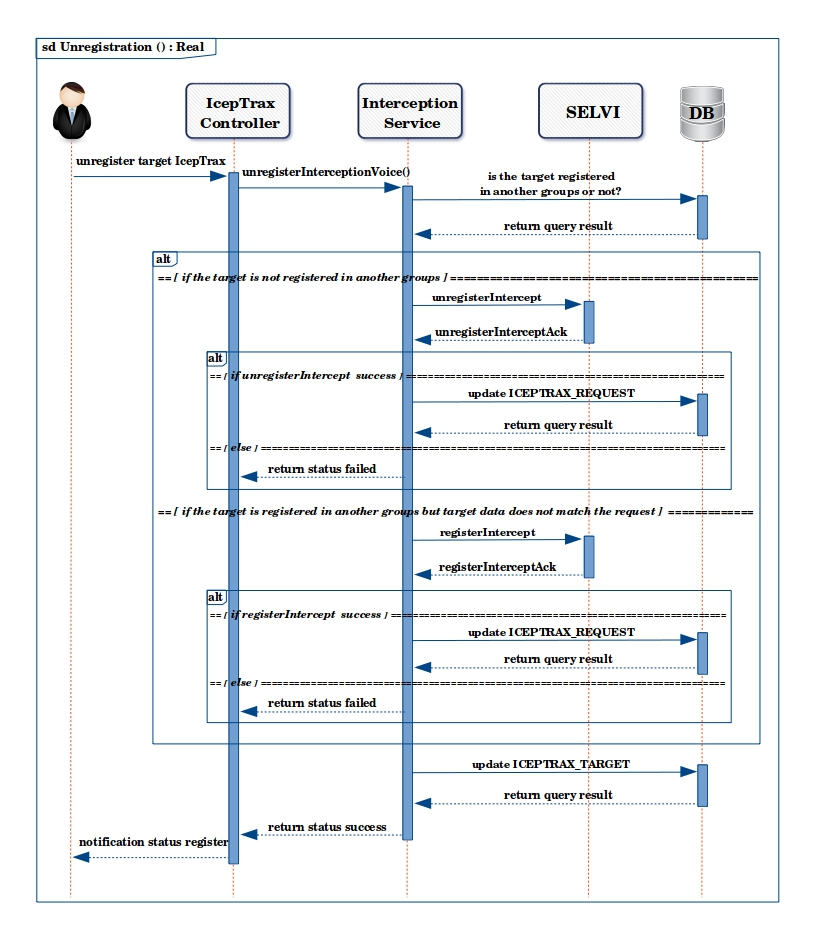 sd Unregistration () : Real
IcepTrax
Controller
Interception
Service
SELVI
DB
unregister target IcepTrax
unregisterInterceptionVoice()
is the target registered
in another groups or not?
return query result
alt
== [ if the target is not registered in another groups ] ==============================================
unregisterIntercept
unregisterInterceptAck
alt
== [ if unregisterIntercept success ] ==================================================
update ICEPTRAX_REQUEST
return query result
== [ else ] ========================================================================
return status failed
== [ if the target is registered in another groups but target data does not match the request ] =============
registerIntercept
registerInterceptAck
alt
== [ if registerIntercept success ] ====================================================
update ICEPTRAX_REQUEST
return query result
== [ else ] ========================================================================
return status failed
update ICEPTRAX_TARGET
return query result
return status success
notification status register